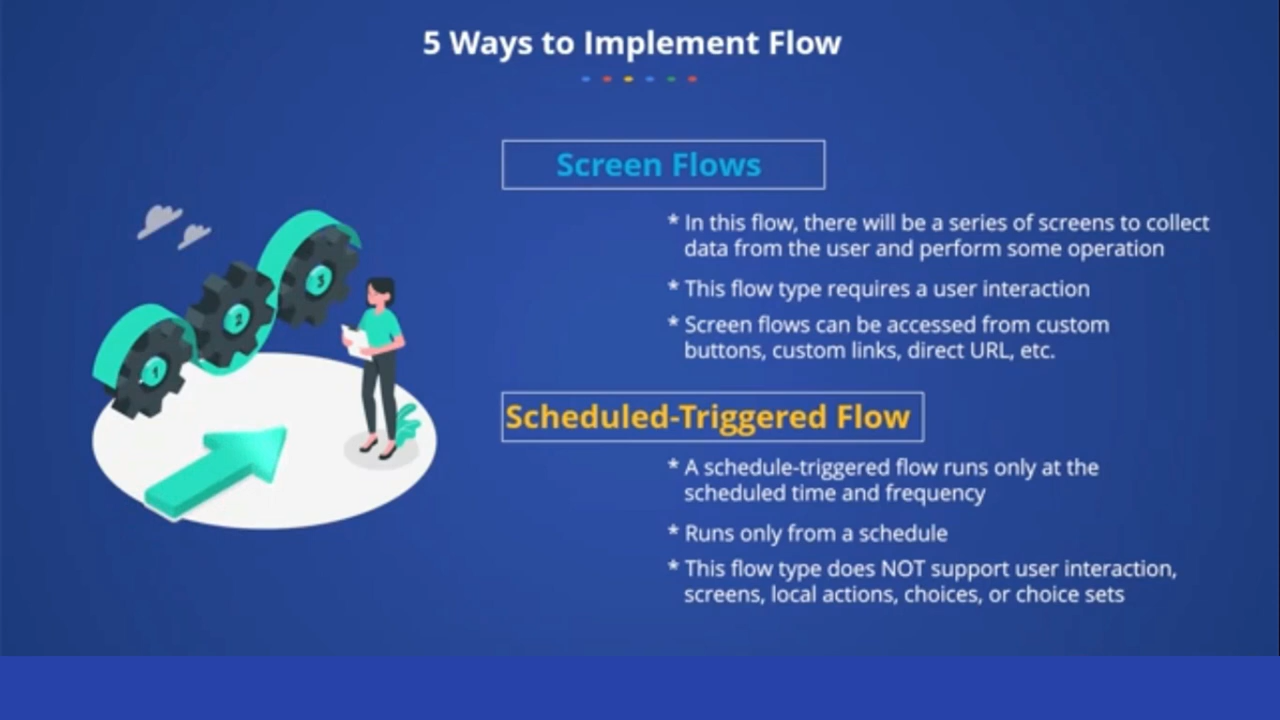 5 Ways to Implement Flow
Screen Flows
* In this flow, there will be a series of screens to collect
data from the user and perform some operation
* This flow type requires a user interaction
* Screen flows can be accessed from custom
buttons, custom links, direct URL, etc.
Scheduled-Triggered Flow
* A schedule-triggered flow runs only at the
scheduled time and frequency
* Runs only from a schedule
* This flow type does NOT support user interaction,
screens, local actions, choices, or choice sets
1
2
3